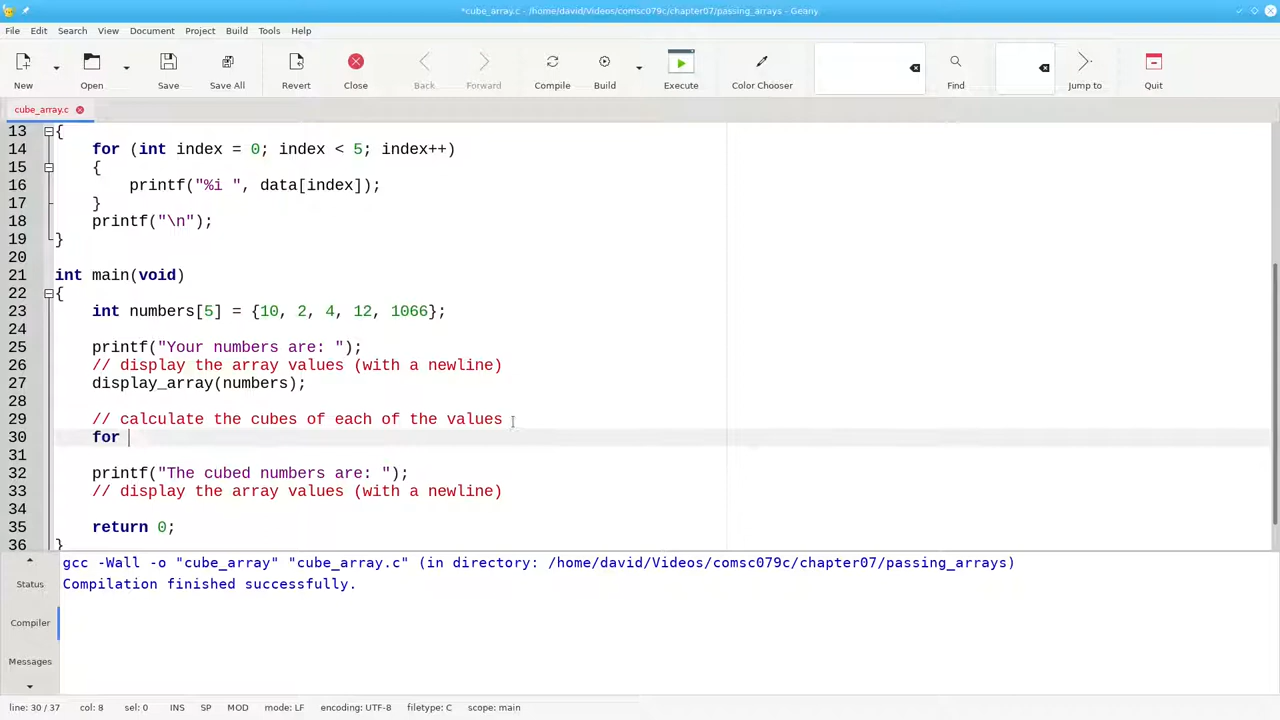 *cube_array.c - /home/david/Videos/comsc079c/chapter07/passing_arrays - Geany
File Edit Search View Document Project Build Tools Help
New Open Save Save All Revert Close Back Forward Compile Build Execute Color Chooser Find Jump to Quit
cube_array.c
13 {
14     for (int index = 0; index < 5; index++)
15     {
16         printf("%i ", data[index]);
17     }
18     printf("\n");
19 }
20
21 int main(void)
22 {
23     int numbers[5] = {10, 2, 4, 12, 1066};
24
25     printf("Your numbers are: ");
26     // display the array values (with a newline)
27     display_array(numbers);
28
29     // calculate the cubes of each of the values
30     for
31
32     printf("The cubed numbers are: ");
33     // display the array values (with a newline)
34
35     return 0;
36 }
Status
Compiler
Messages
gcc -Wall -o "cube_array" "cube_array.c" (in directory: /home/david/Videos/comsc079c/chapter07/passing_arrays)
Compilation finished successfully.
line: 30 / 37 col: 8 sel: 0 INS SP MOD mode: LF encoding: UTF-8 filetype: C scope: main